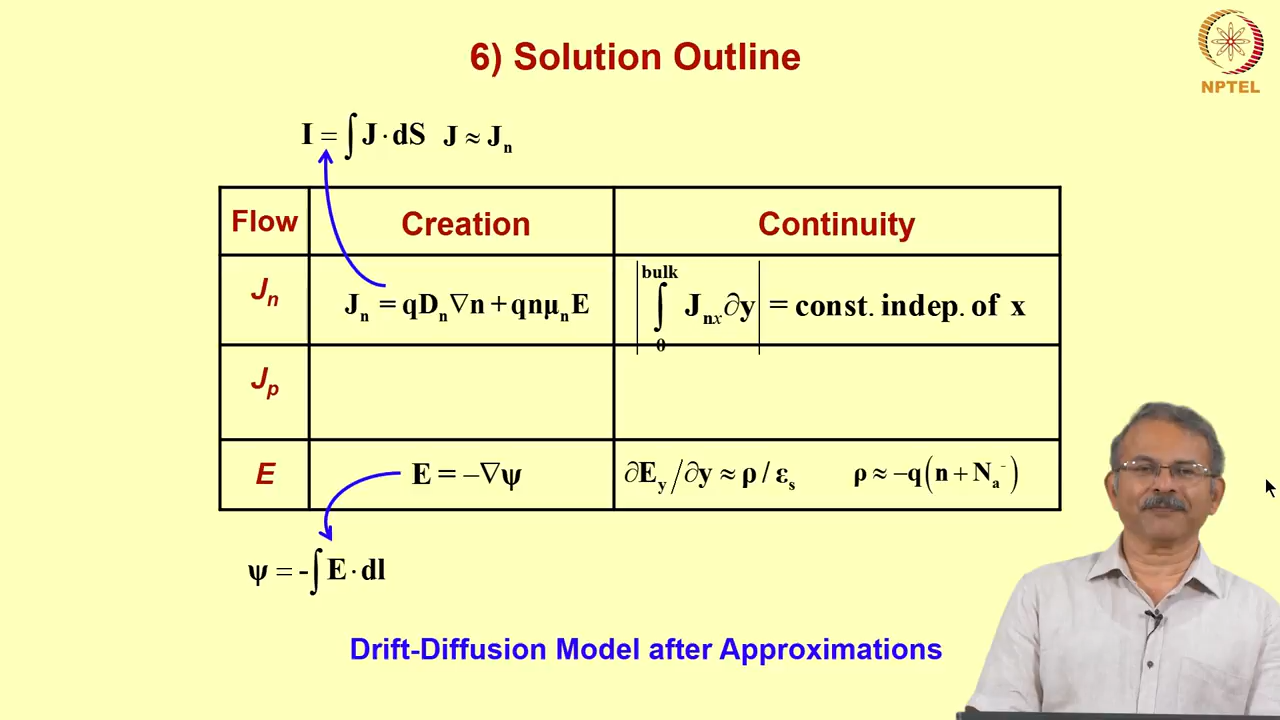 6) Solution Outline
NPTEL
I = ∫ J · dS J ≈ Jₙ
Flow Creation Continuity
Jₙ Jₙ = qDₙ∇n + qnμₙE |∫₀^bulk Jₙₓ∂y| = const. indep. of x
Jₚ
E E = –∇ψ ∂E_y/∂y ≈ ρ / εₛ ρ ≈ –q(n + Nₐ⁻)
ψ = -∫ E · dl
Drift-Diffusion Model after Approximations